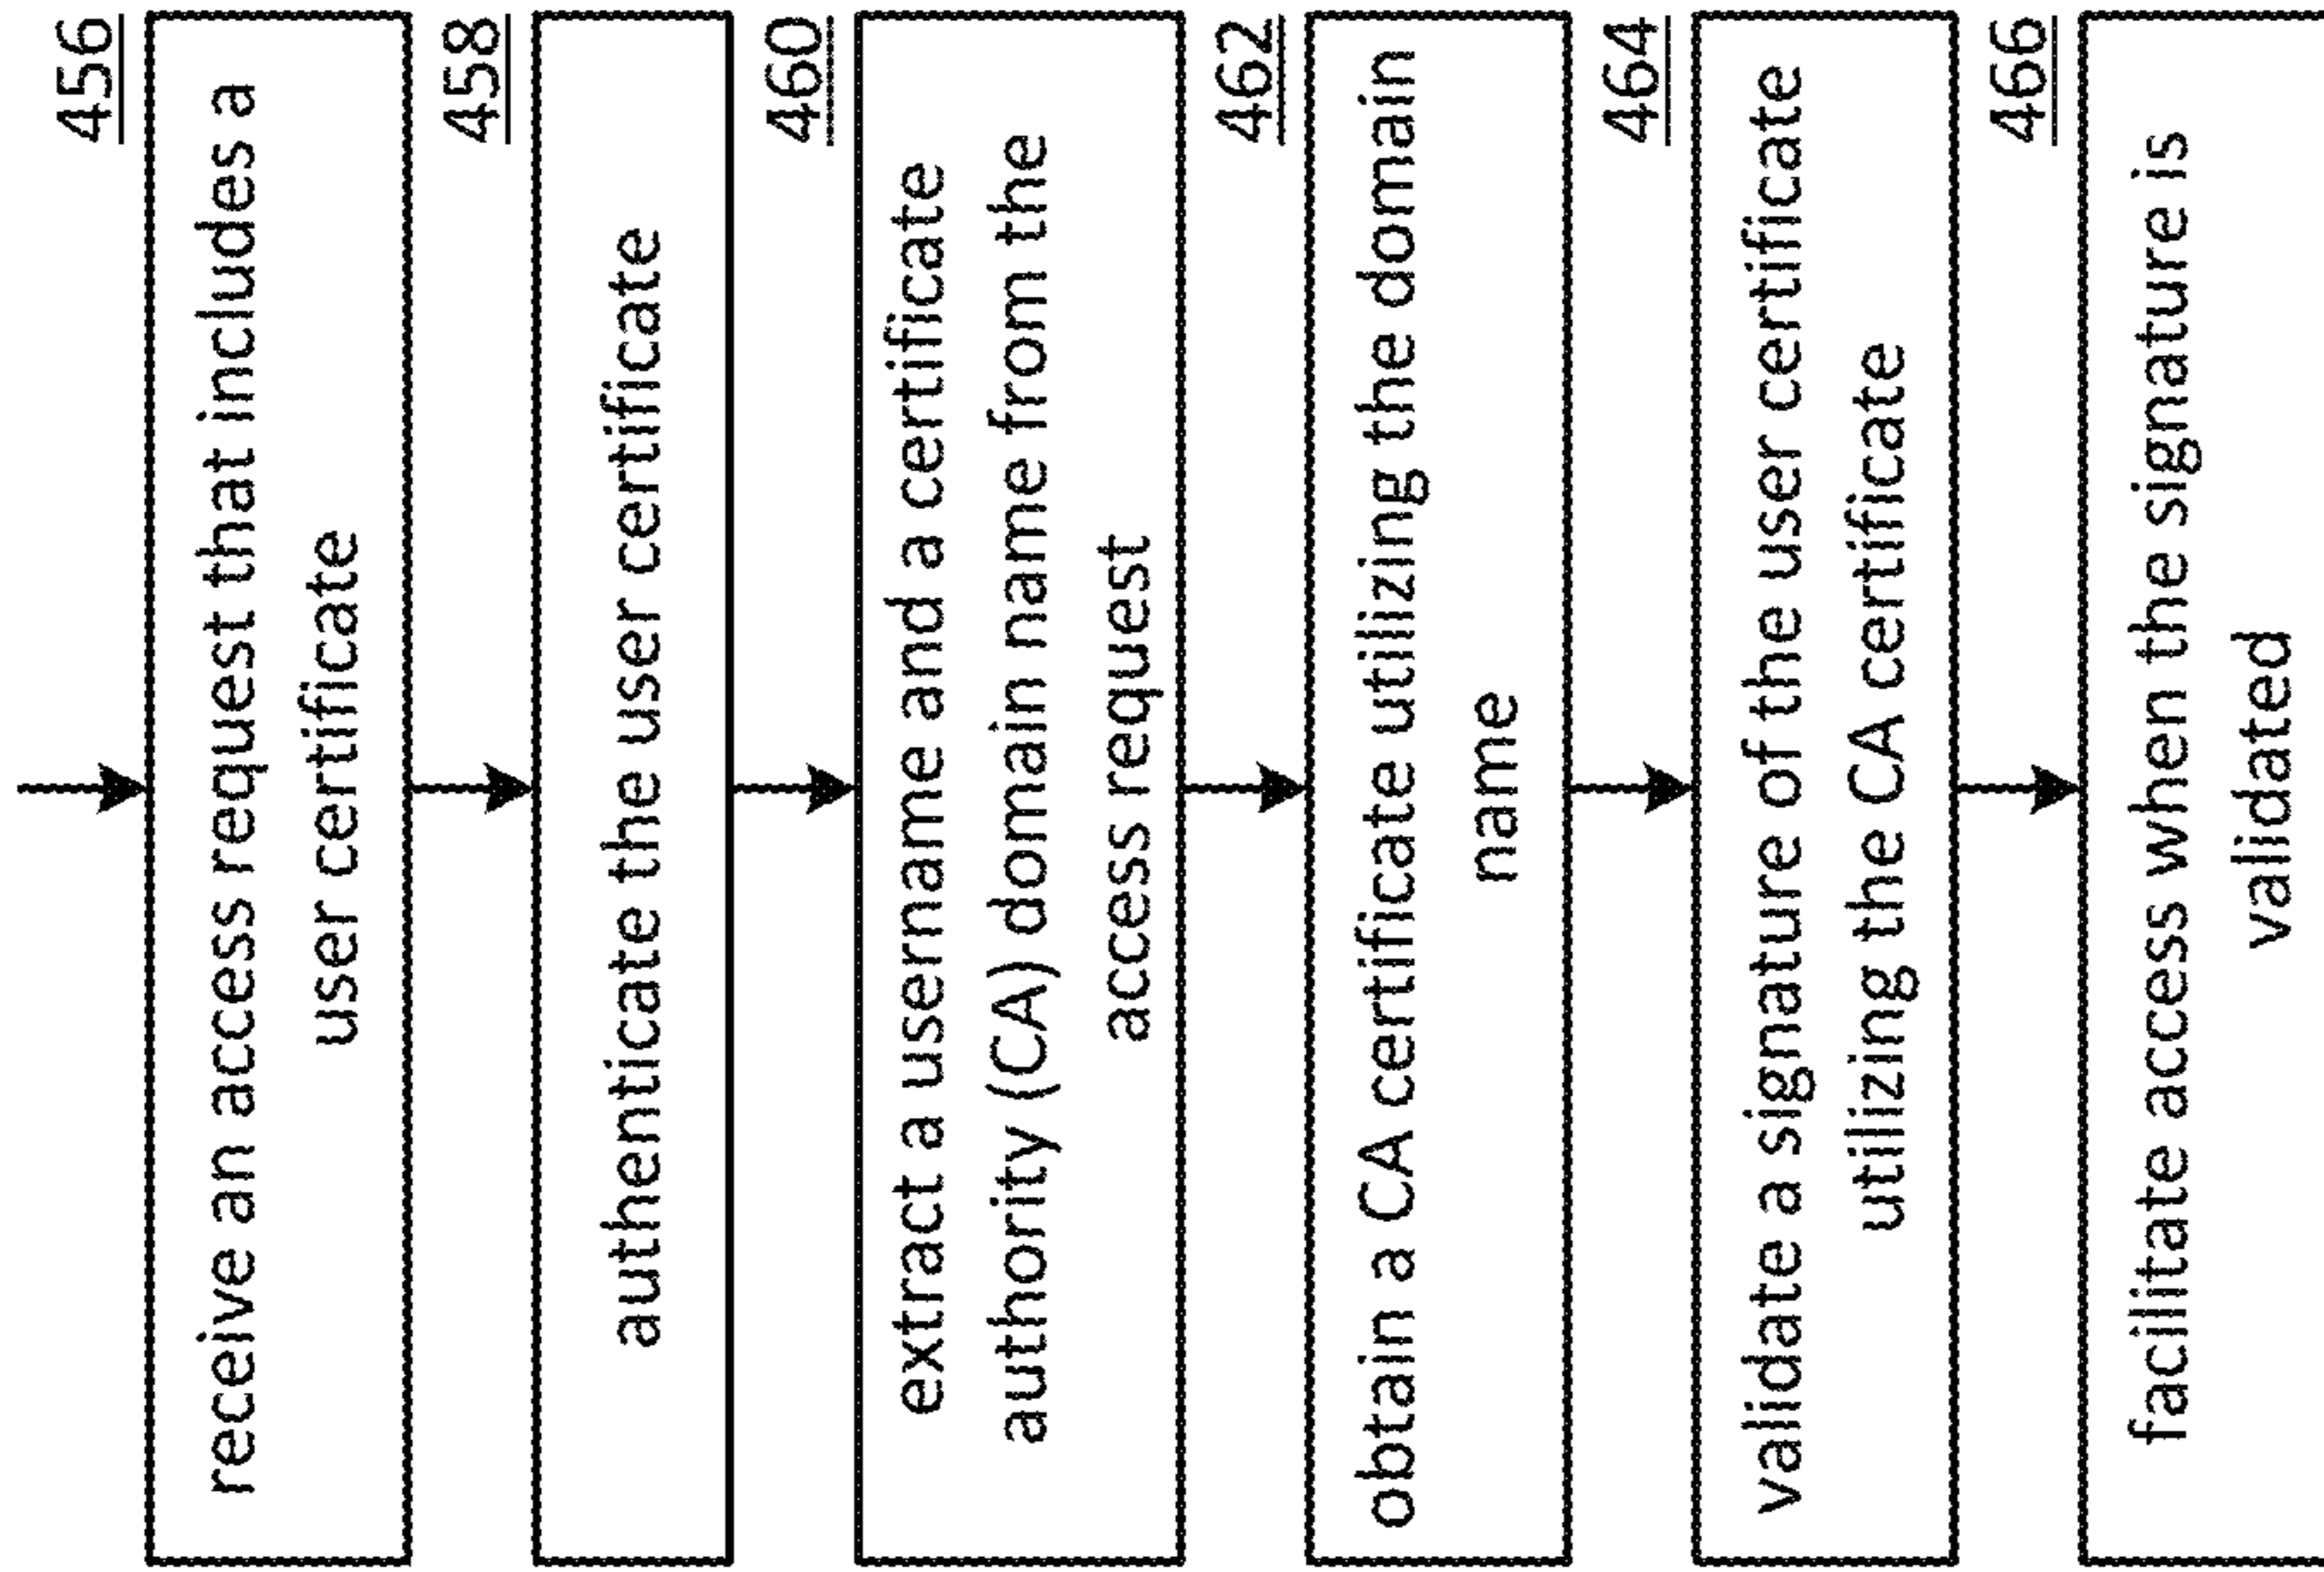 456
receive an access request that includes a
user certificate
458
authenticate the user certificate
460
extract a username and a certificate
authority (CA) domain name from the
access request
462
obtain a CA certificate utilizing the domain
name
464
validate a signature of the user certificate
utilizing the CA certificate
466
facilitate access when the signature is
validated